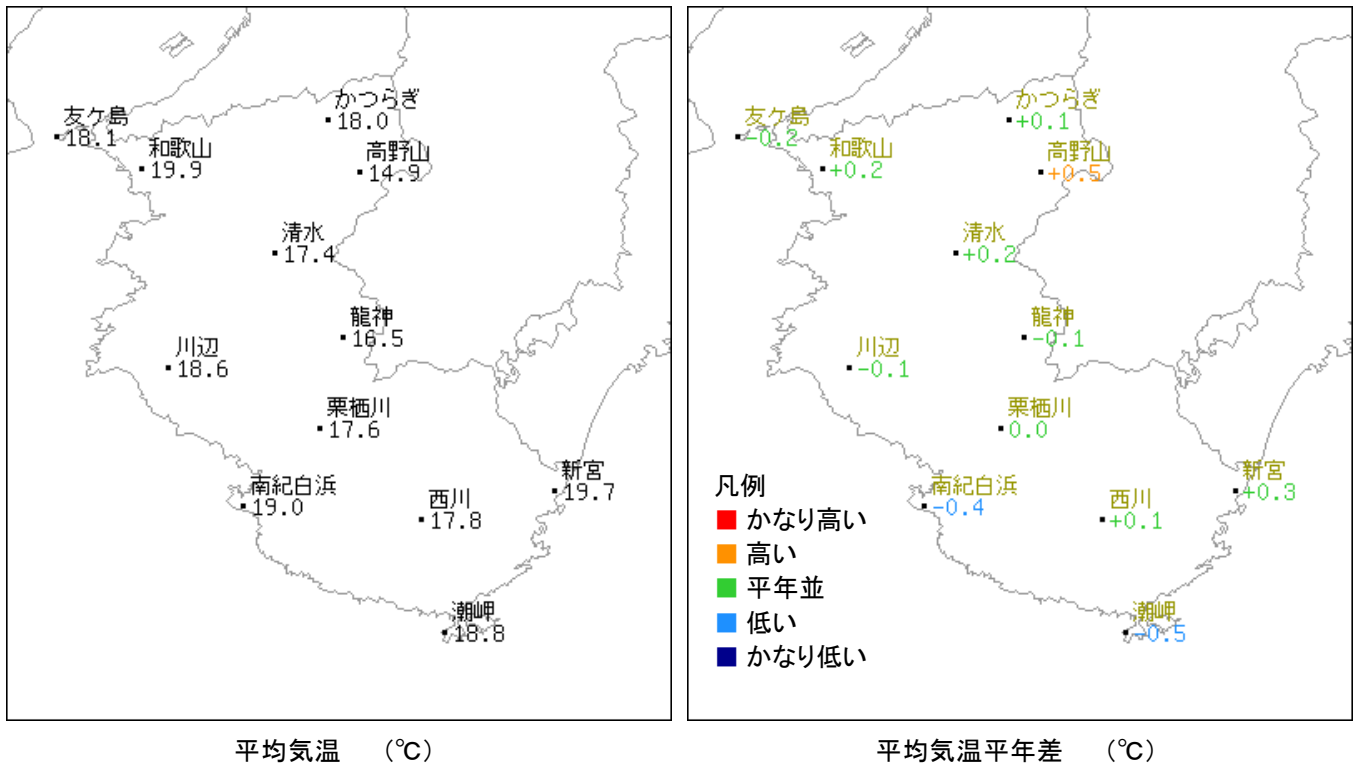 友ケ島
18.1
かつらぎ
18.0
和歌山
19.9
高野山
14.9
清水
17.4
龍神
16.5
川辺
18.6
栗栖川
17.6
南紀白浜
19.0
西川
17.8
新宮
19.7
潮岬
18.8
平均気温 (℃)
友ケ島
-0.2
かつらぎ
+0.1
和歌山
+0.2
高野山
+0.5
清水
+0.2
龍神
-0.1
川辺
-0.1
栗栖川
0.0
南紀白浜
-0.4
西川
+0.1
新宮
+0.3
潮岬
-0.5
凡例
かなり高い
高い
平年並
低い
かなり低い
平均気温平年差 (℃)